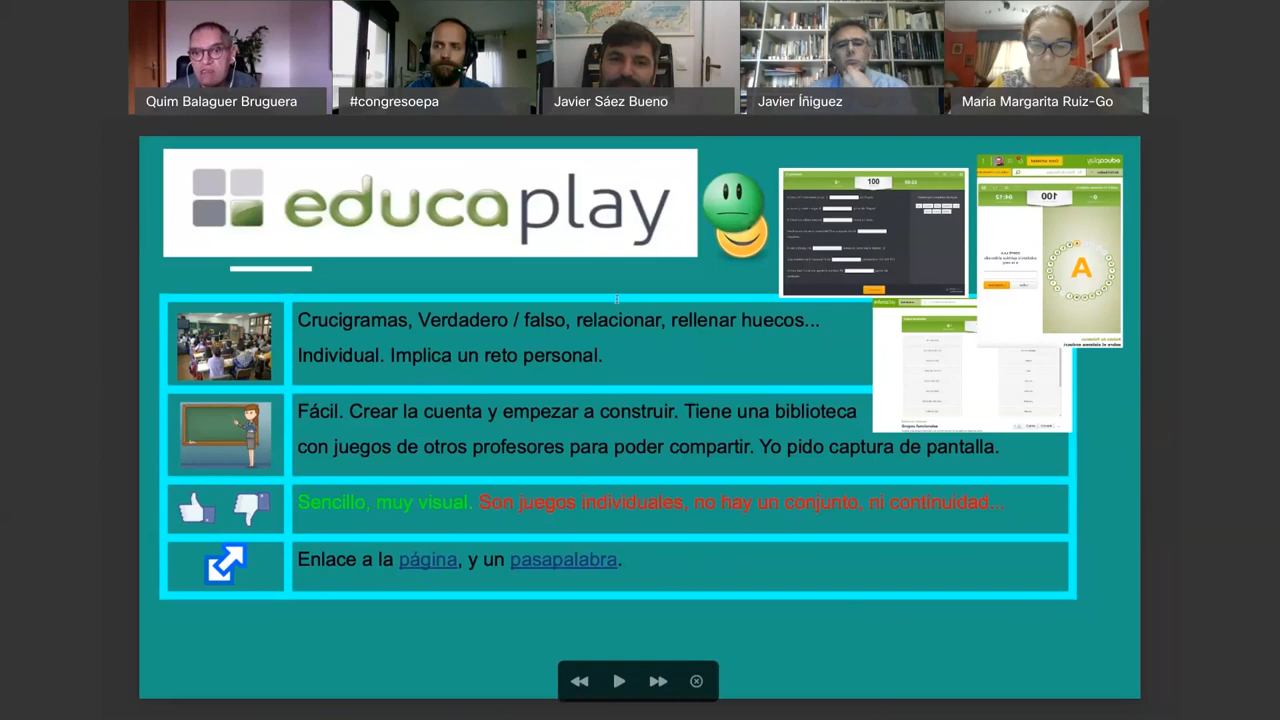 Quim Balaguer Bruguera
#congresoepa
Javier Sáez Bueno
Javier Íñiguez
Maria Margarita Ruiz-Go
educaplay
100
100
A
Crucigramas, Verdadero / falso, relacionar, rellenar huecos...
Individual. Implica un reto personal.
Fácil. Crear la cuenta y empezar a construir. Tiene una biblioteca
con juegos de otros profesores para poder compartir. Yo pido captura de pantalla.
Sencillo, muy visual. Son juegos individuales, no hay un conjunto, ni continuidad...
Enlace a la página, y un pasapalabra.